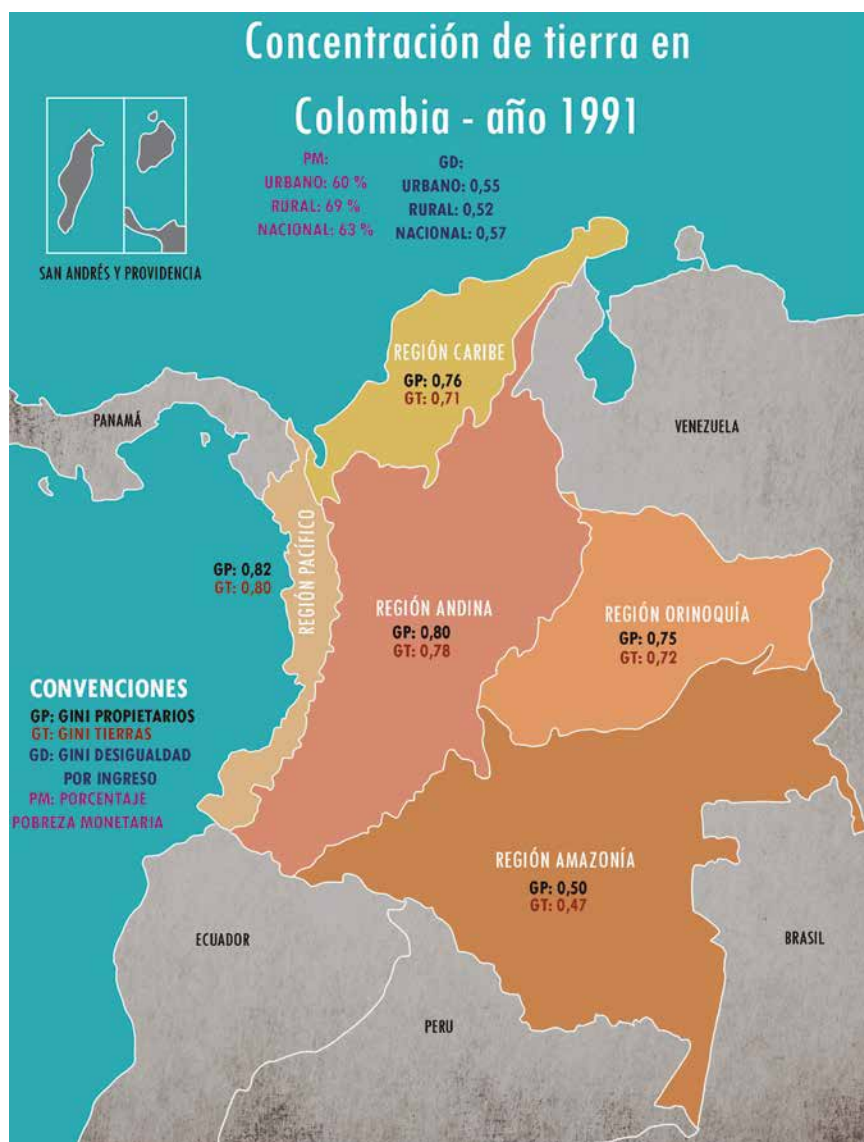 Concentración de tierra en
Colombia - año 1991
PM:
URBANO: 60 %
RURAL: 69 %
NACIONAL: 63 %
GD:
URBANO: 0,55
RURAL: 0,52
NACIONAL: 0,57
SAN ANDRÉS Y PROVIDENCIA
REGIÓN CARIBE
GP: 0,76
GT: 0,71
PANAMÁ
VENEZUELA
REGIÓN PACÍFICO
GP: 0,82
GT: 0,80
REGIÓN ANDINA
GP: 0,80
GT: 0,78
REGIÓN ORINOQUÍA
GP: 0,75
GT: 0,72
CONVENCIONES
GP: GINI PROPIETARIOS
GT: GINI TIERRAS
GD: GINI DESIGUALDAD
POR INGRESO
PM: PORCENTAJE
POBREZA MONETARIA
REGIÓN AMAZONÍA
GP: 0,50
GT: 0,47
ECUADOR
BRASIL
PERU